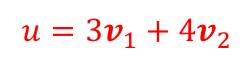 u = 3v₁ + 4v₂